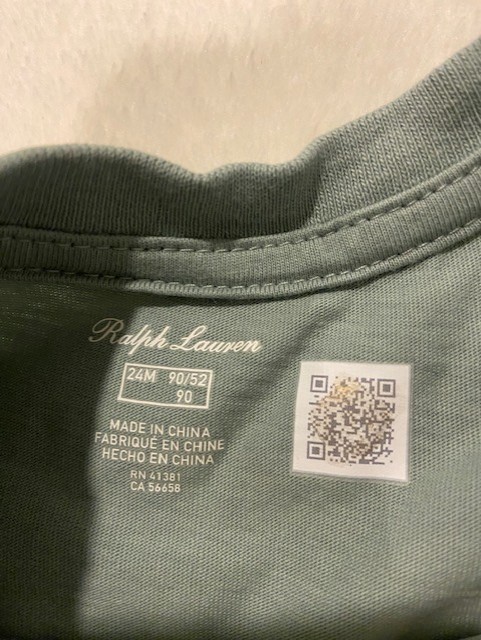 Ralph Lauren
24M 90/52
90
MADE IN CHINA
FABRIQUÉ EN CHINE
HECHO EN CHINA
RN 41381
CA 56658